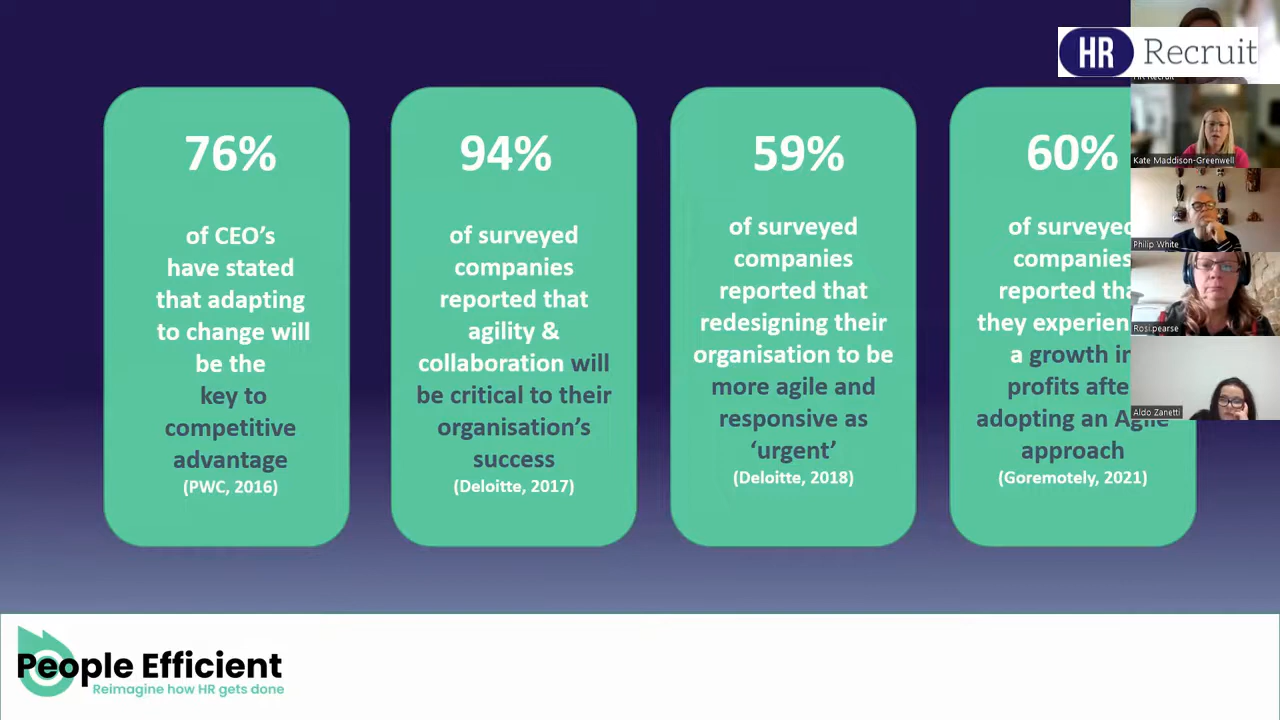 76%
of CEO's
have stated
that adapting
to change will
be the
key to
competitive
advantage
(PWC, 2016)
94%
of surveyed
companies
reported that
agility &
collaboration will
be critical to their
organisation's
success
(Deloitte, 2017)
59%
of surveyed
companies
reported that
redesigning their
organisation to be
more agile and
responsive as
‘urgent’
(Deloitte, 2018)
60%
of surveyed
companies
reported
they
a growth in
profits
adopting an Agile
approach
(Goremotely, 2021)
HR Recruit
HR Recruit
Kate Maddison-Greenwell
Philip White
Rosi.pearse
Aldo Zanetti
People Efficient
Reimagine how HR gets done